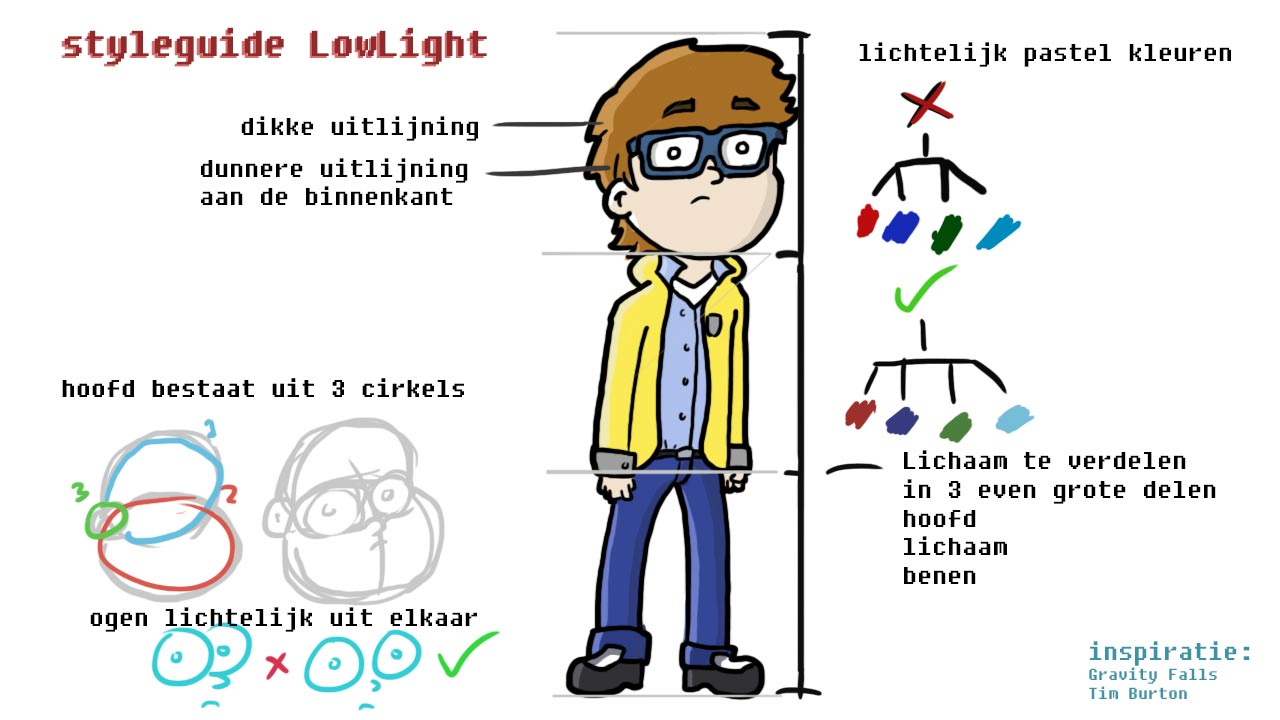 styleguide LowLight
dikke uitlijning
dunnere uitlijning
aan de binnenkant
lichtelijk pastel kleuren
hoofd bestaat uit 3 cirkels
1
2
3
ogen lichtelijk uit elkaar
Lichaam te verdelen
in 3 even grote delen
hoofd
lichaam
benen
inspiratie:
Gravity Falls
Tim Burton